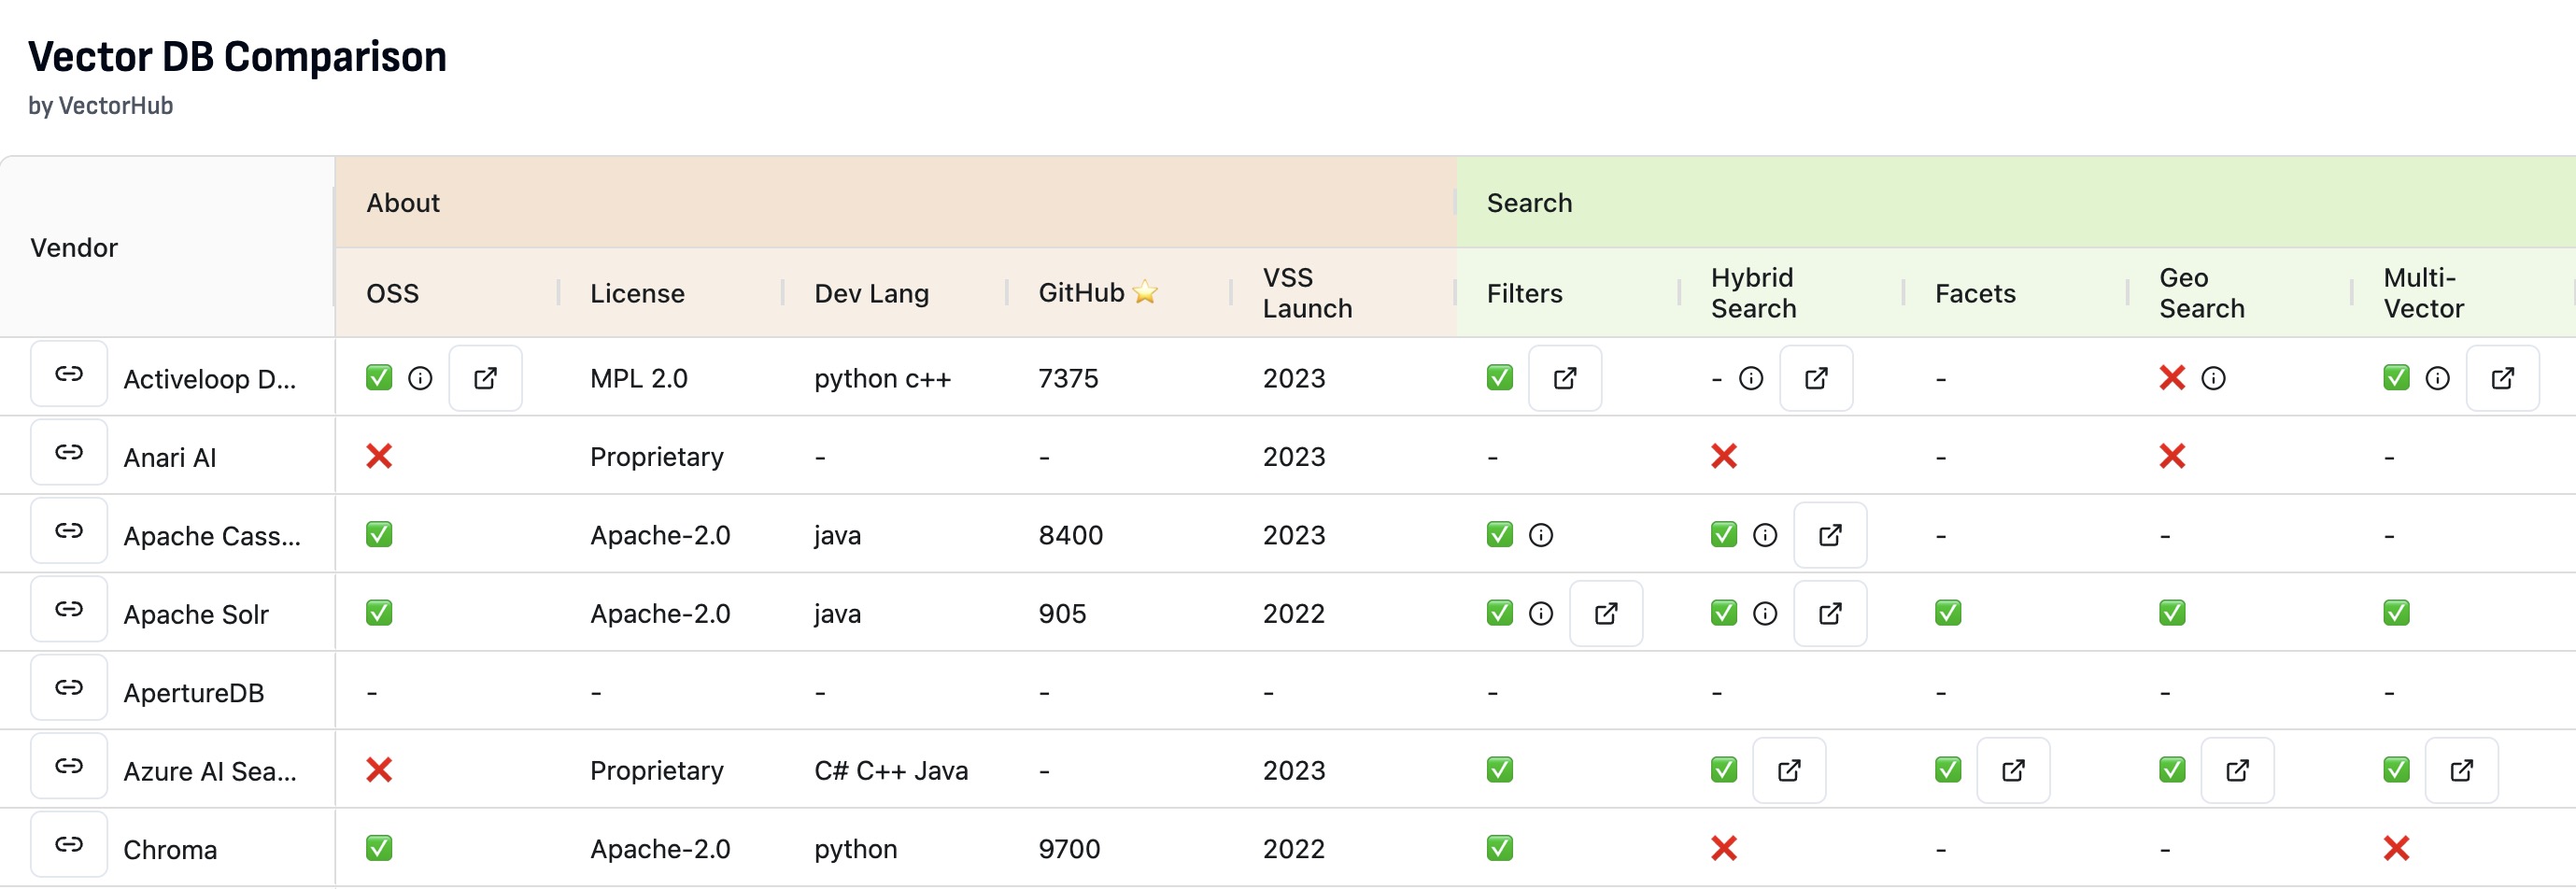 Vector DB Comparison
by VectorHub
Vendor
About
Search
OSS
License
Dev Lang
GitHub ⭐
VSS
Launch
Filters
Hybrid
Search
Facets
Geo
Search
Multi-
Vector
Activeloop D... ✅ MPL 2.0 python c++ 7375 2023 ✅ - - ❌ ✅
Anari AI ❌ Proprietary - - 2023 - ❌ - ❌ -
Apache Cass... ✅ Apache-2.0 java 8400 2023 ✅ ✅ - - -
Apache Solr ✅ Apache-2.0 java 905 2022 ✅ ✅ ✅ ✅ ✅
ApertureDB - - - - - - - - - -
Azure AI Sea... ❌ Proprietary C# C++ Java - 2023 ✅ ✅ ✅ ✅ ✅
Chroma ✅ Apache-2.0 python 9700 2022 ✅ ❌ - - ❌